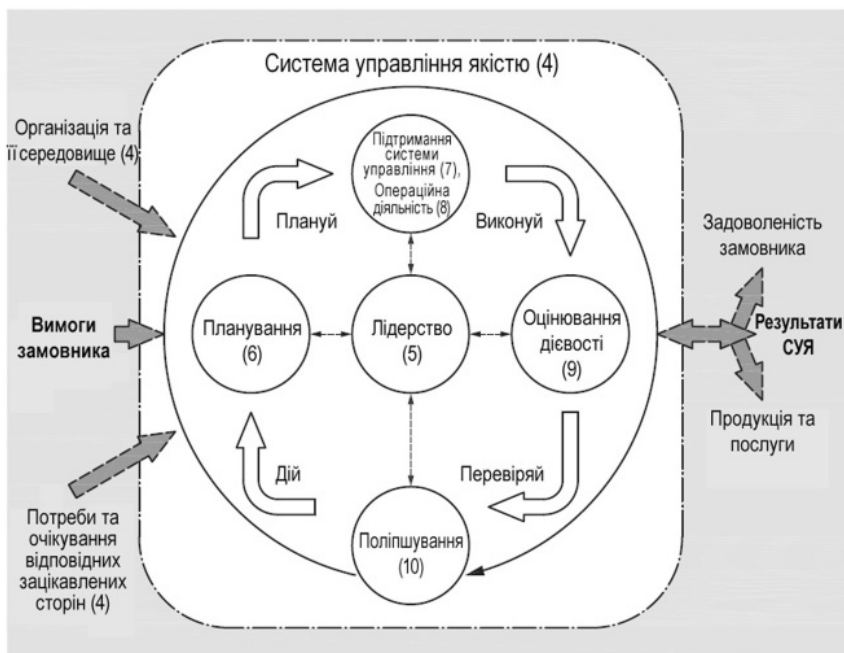 Система управління якістю (4)
Організація та
її середовище (4)
Підтримання
системи
управління (7),
Операційна
діяльність (8)
Плануй
Виконуй
Задоволеність
замовника
Вимоги
замовника
Планування
(6)
Лідерство
(5)
Оцінювання
дієвості
(9)
Результати
СУЯ
Продукція та
послуги
Дій
Перевіряй
Потреби та
очікування
відповідних
зацікавлених
сторін (4)
Поліпшування
(10)